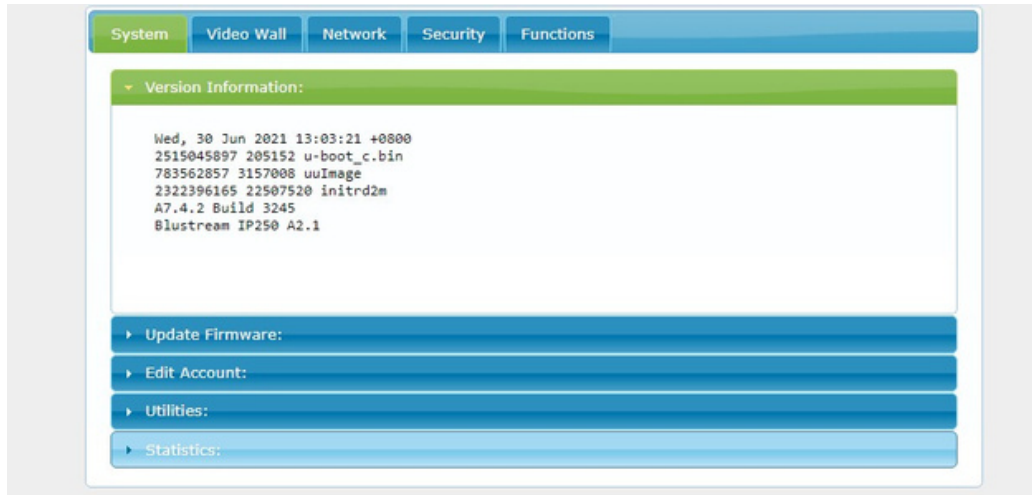 System Video Wall Network Security Functions
Version Information:
Wed, 30 Jun 2021 13:03:21 +0800
2515045897 205152 u-boot_c.bin
783562857 3157008 uuImage
2322396165 22507520 initrd2m
A7.4.2 Build 3245
Blustream IP250 A2.1
Update Firmware:
Edit Account:
Utilities:
Statistics: